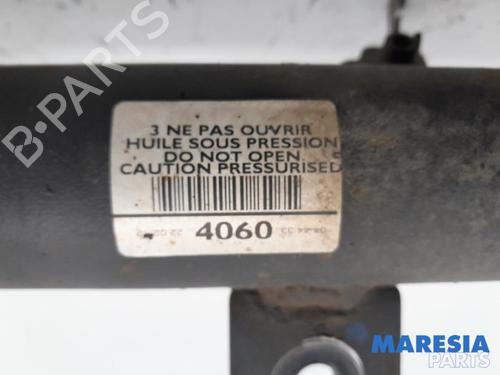 3 NE PAS OUVRIR
HUILE SOUS PRESSION
DO NOT OPEN
CAUTION PRESSURISED
4060
B-PARTS
MARESIA
PARTS